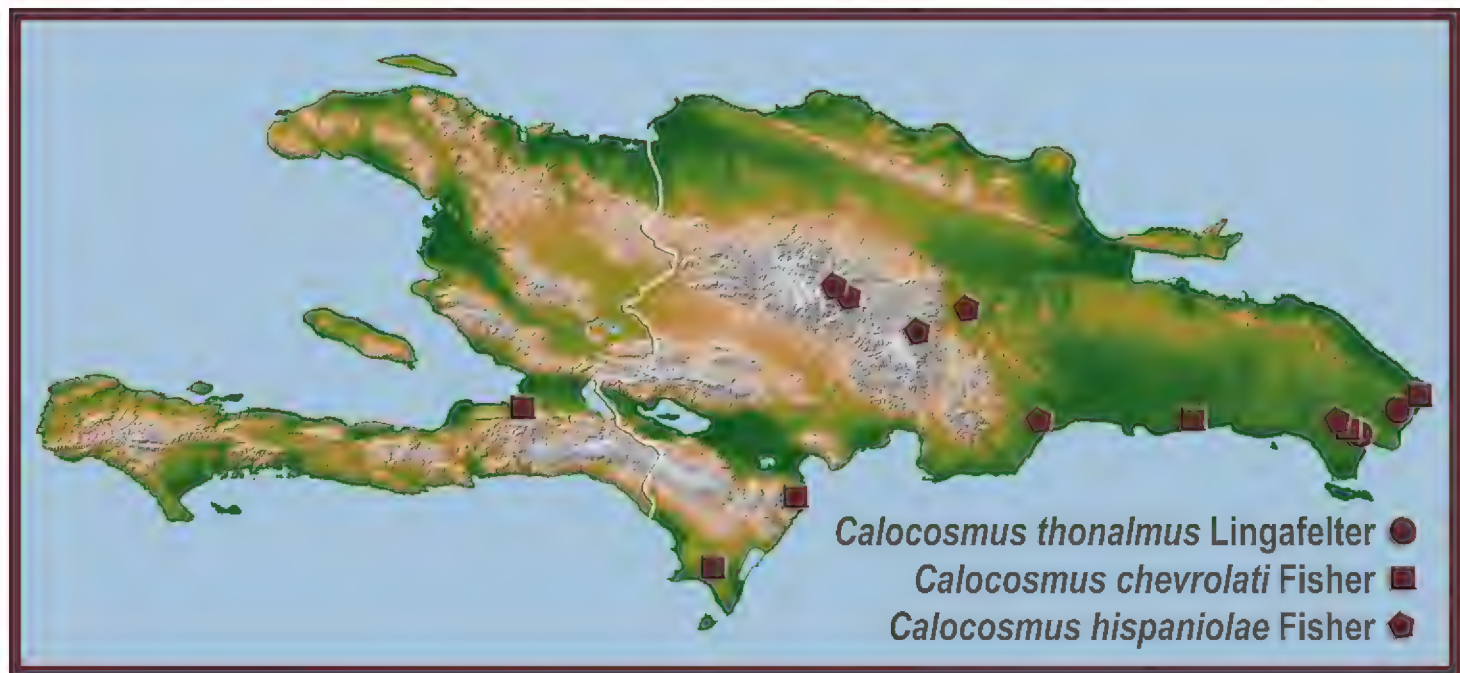 Calocosmus thonalmus Lingafelter
Calocosmus chevrolati Fisher
Calocosmus hispaniolae Fisher